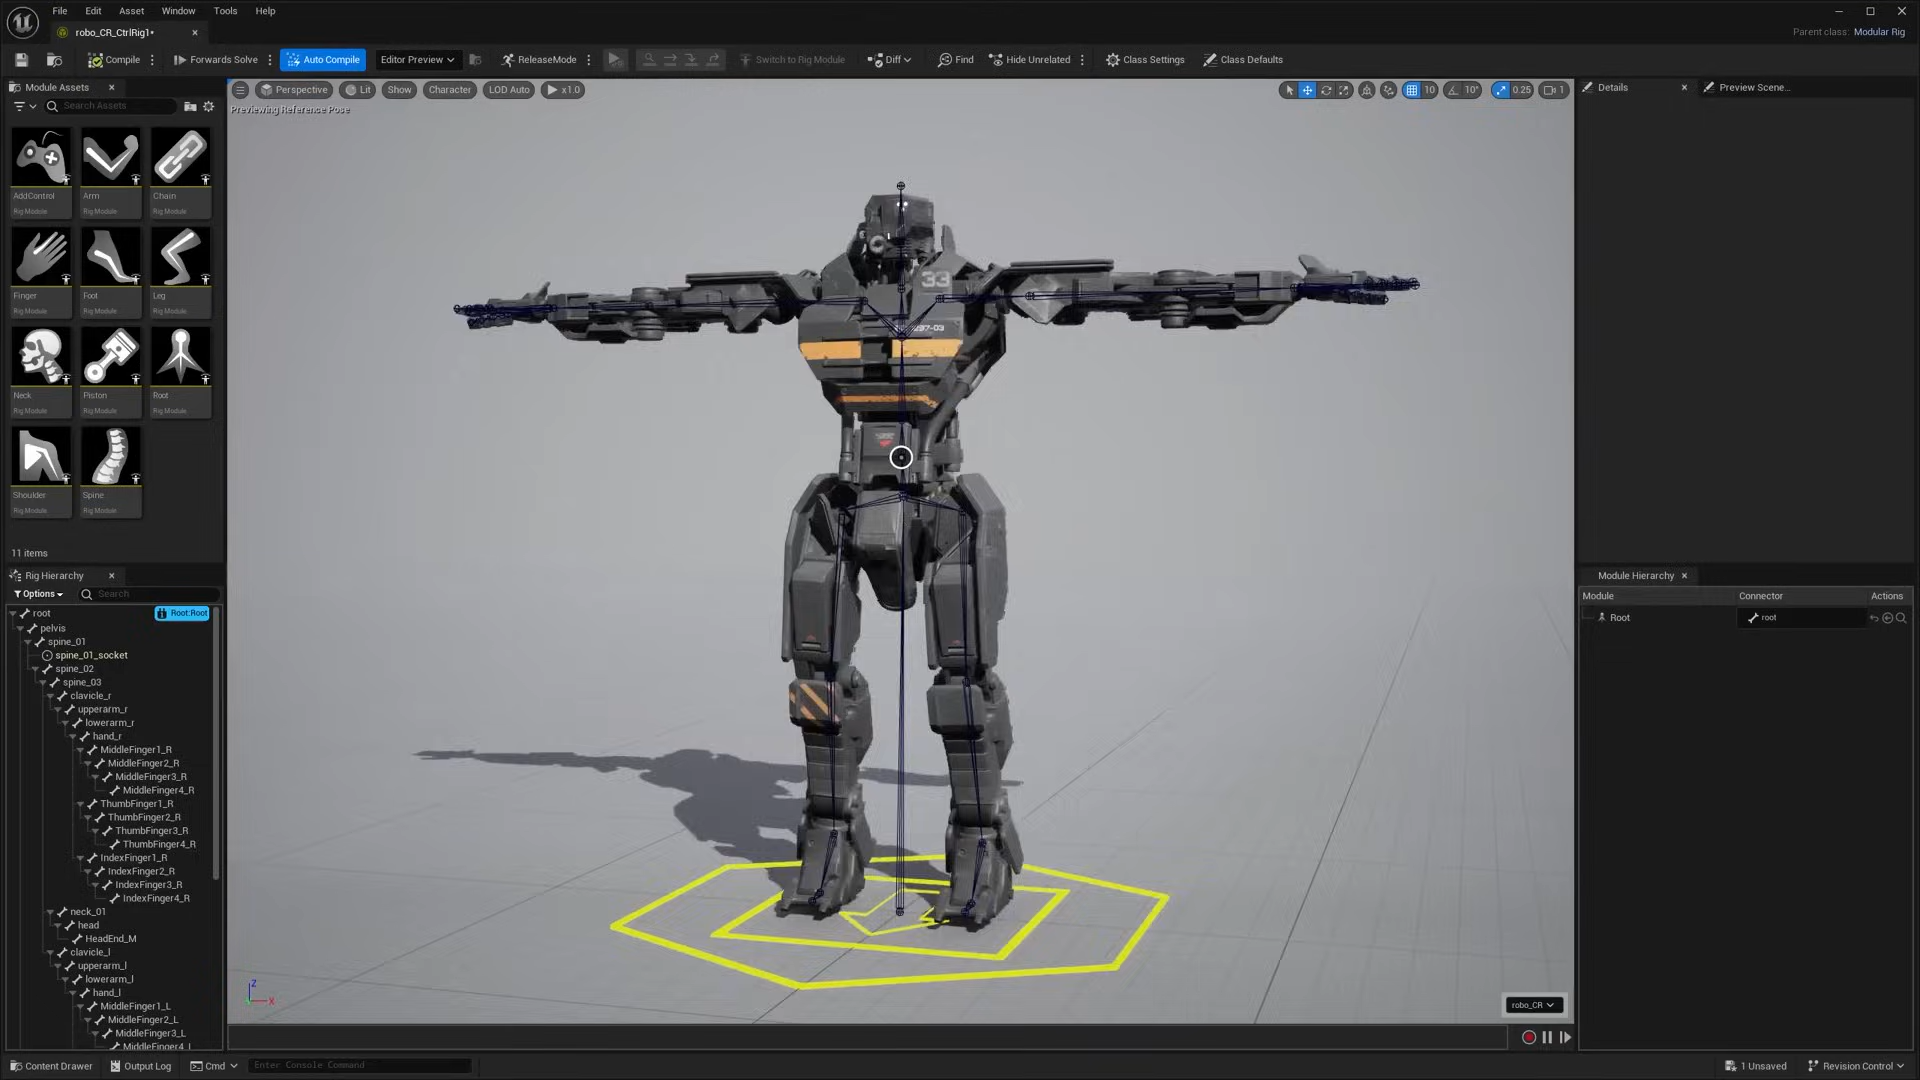 File Edit Asset Window Tools Help
robo_CR_CtrlRig1•
Parent class: Modular Rig
Compile Forwards Solve Auto Compile Editor Preview ReleaseMode Switch to Rig Module Diff Find Hide Unrelated Class Settings Class Defaults
Module Assets
Search Assets
AddControl
Rig Module
Arm
Rig Module
Chain
Rig Module
Finger
Rig Module
Foot
Rig Module
Leg
Rig Module
Neck
Rig Module
Piston
Rig Module
Root
Rig Module
Shoulder
Rig Module
Spine
Rig Module
11 items
Rig Hierarchy
Options Search
root Root:Root
pelvis
spine_01
spine_01_socket
spine_02
spine_03
clavicle_r
upperarm_r
lowerarm_r
hand_r
MiddleFinger1_R
MiddleFinger2_R
MiddleFinger3_R
MiddleFinger4_R
ThumbFinger1_R
ThumbFinger2_R
ThumbFinger3_R
ThumbFinger4_R
IndexFinger1_R
IndexFinger2_R
IndexFinger3_R
IndexFinger4_R
neck_01
head
HeadEnd_M
clavicle_l
upperarm_l
lowerarm_l
hand_l
MiddleFinger1_L
MiddleFinger2_L
MiddleFinger3_L
MiddleFinger4_L
Perspective Lit Show Character LOD Auto x1.0
10 10° 0.25 1
Previewing Reference Pose
33
Z
X
robo_CR
Details Preview Scene...
Module Hierarchy
Module Connector Actions
Root root
Content Drawer Output Log Cmd Enter Console Command
1 Unsaved Revision Control